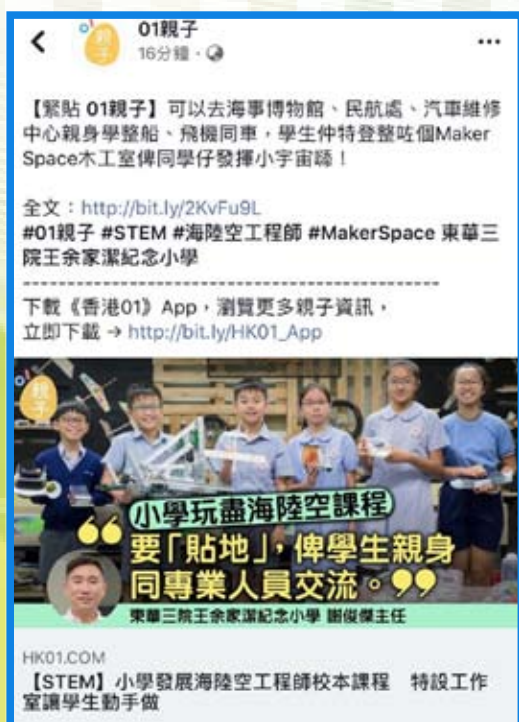 01親子
16分鐘
【緊貼 01親子】可以去海事博物館、民航處、汽車維修
中心親身學整船、飛機同車，學生仲特登整咗個Maker
Space木工室俾同學仔發揮小宇宙㖭！
全文：http://bit.ly/2KvFu9L
#01親子 #STEM #海陸空工程師 #MakerSpace 東華三
院王余家潔紀念小學
------------------------------------------------
下載《香港01》App，瀏覽更多親子資訊，
立即下載 → http://bit.ly/HK01_App
親子
小學玩盡海陸空課程
“要「貼地」，俾學生親身
同專業人員交流。”
東華三院王余家潔紀念小學 謝俊傑主任
HK01.COM
【STEM】小學發展海陸空工程師校本課程　特設工作
室讓學生動手做